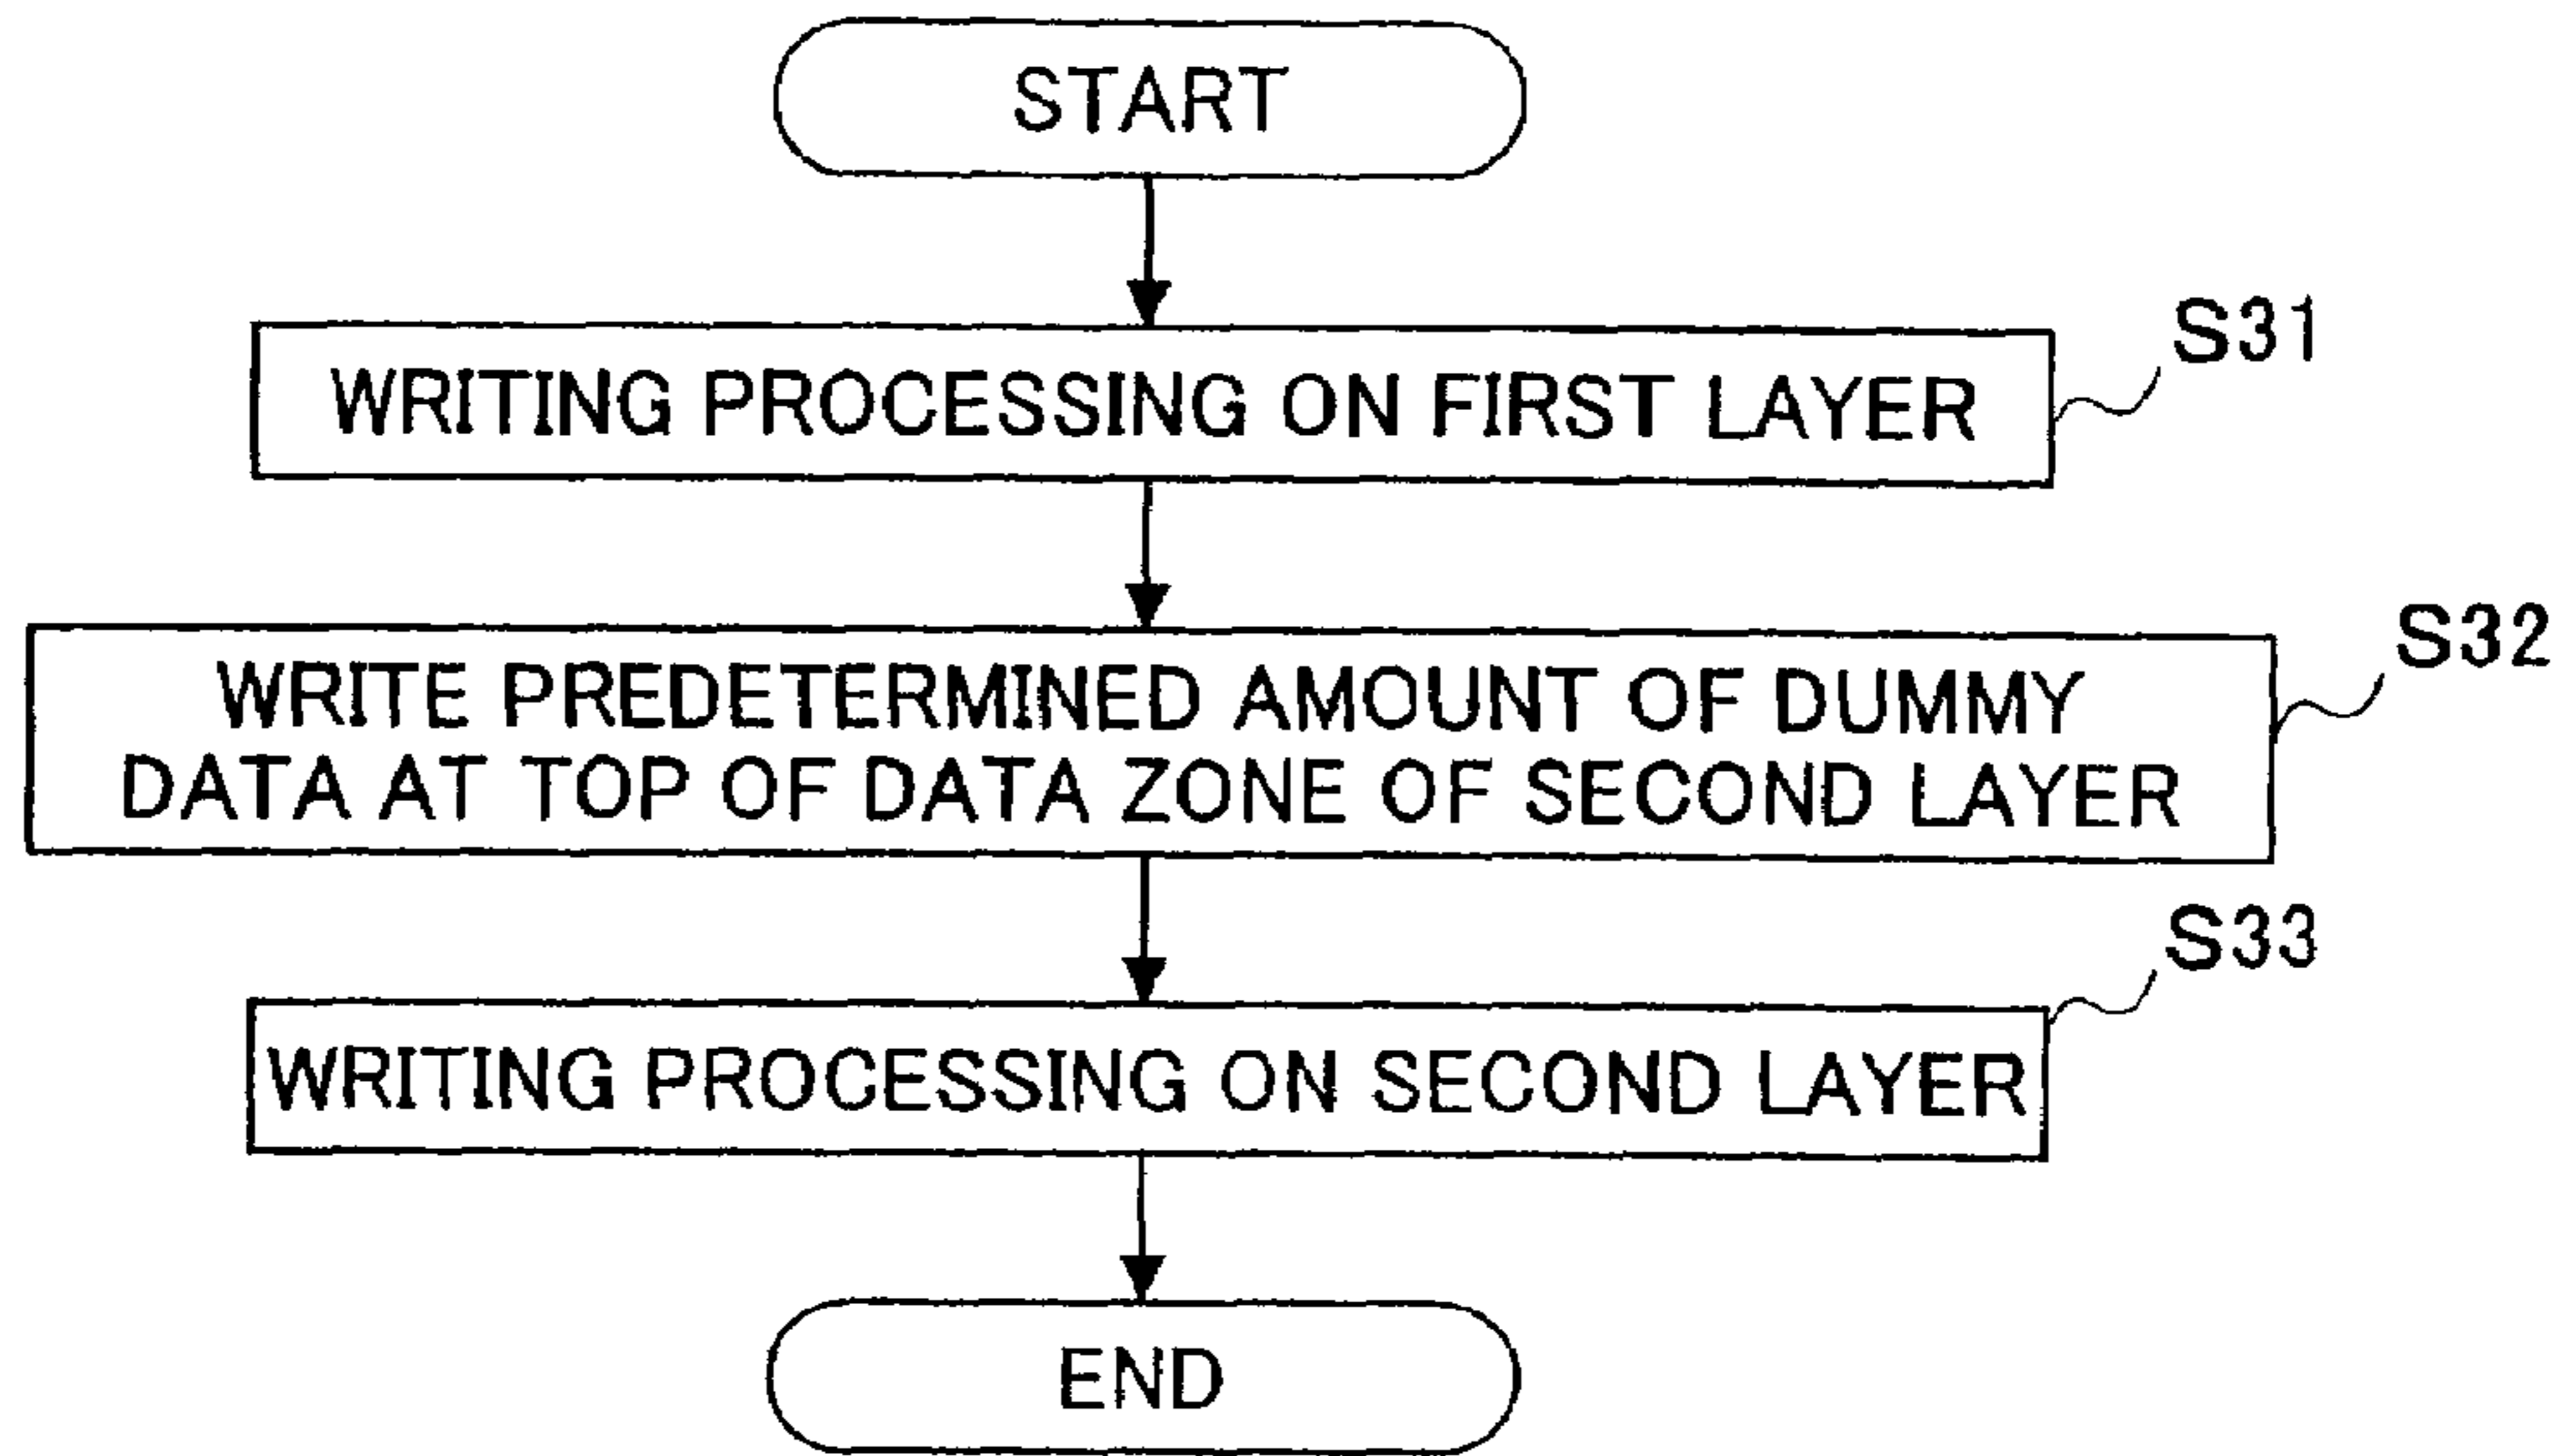 START
S31
WRITING PROCESSING ON FIRST LAYER
S32
WRITE PREDETERMINED AMOUNT OF DUMMY
DATA AT TOP OF DATA ZONE OF SECOND LAYER
S33
WRITING PROCESSING ON SECOND LAYER
END